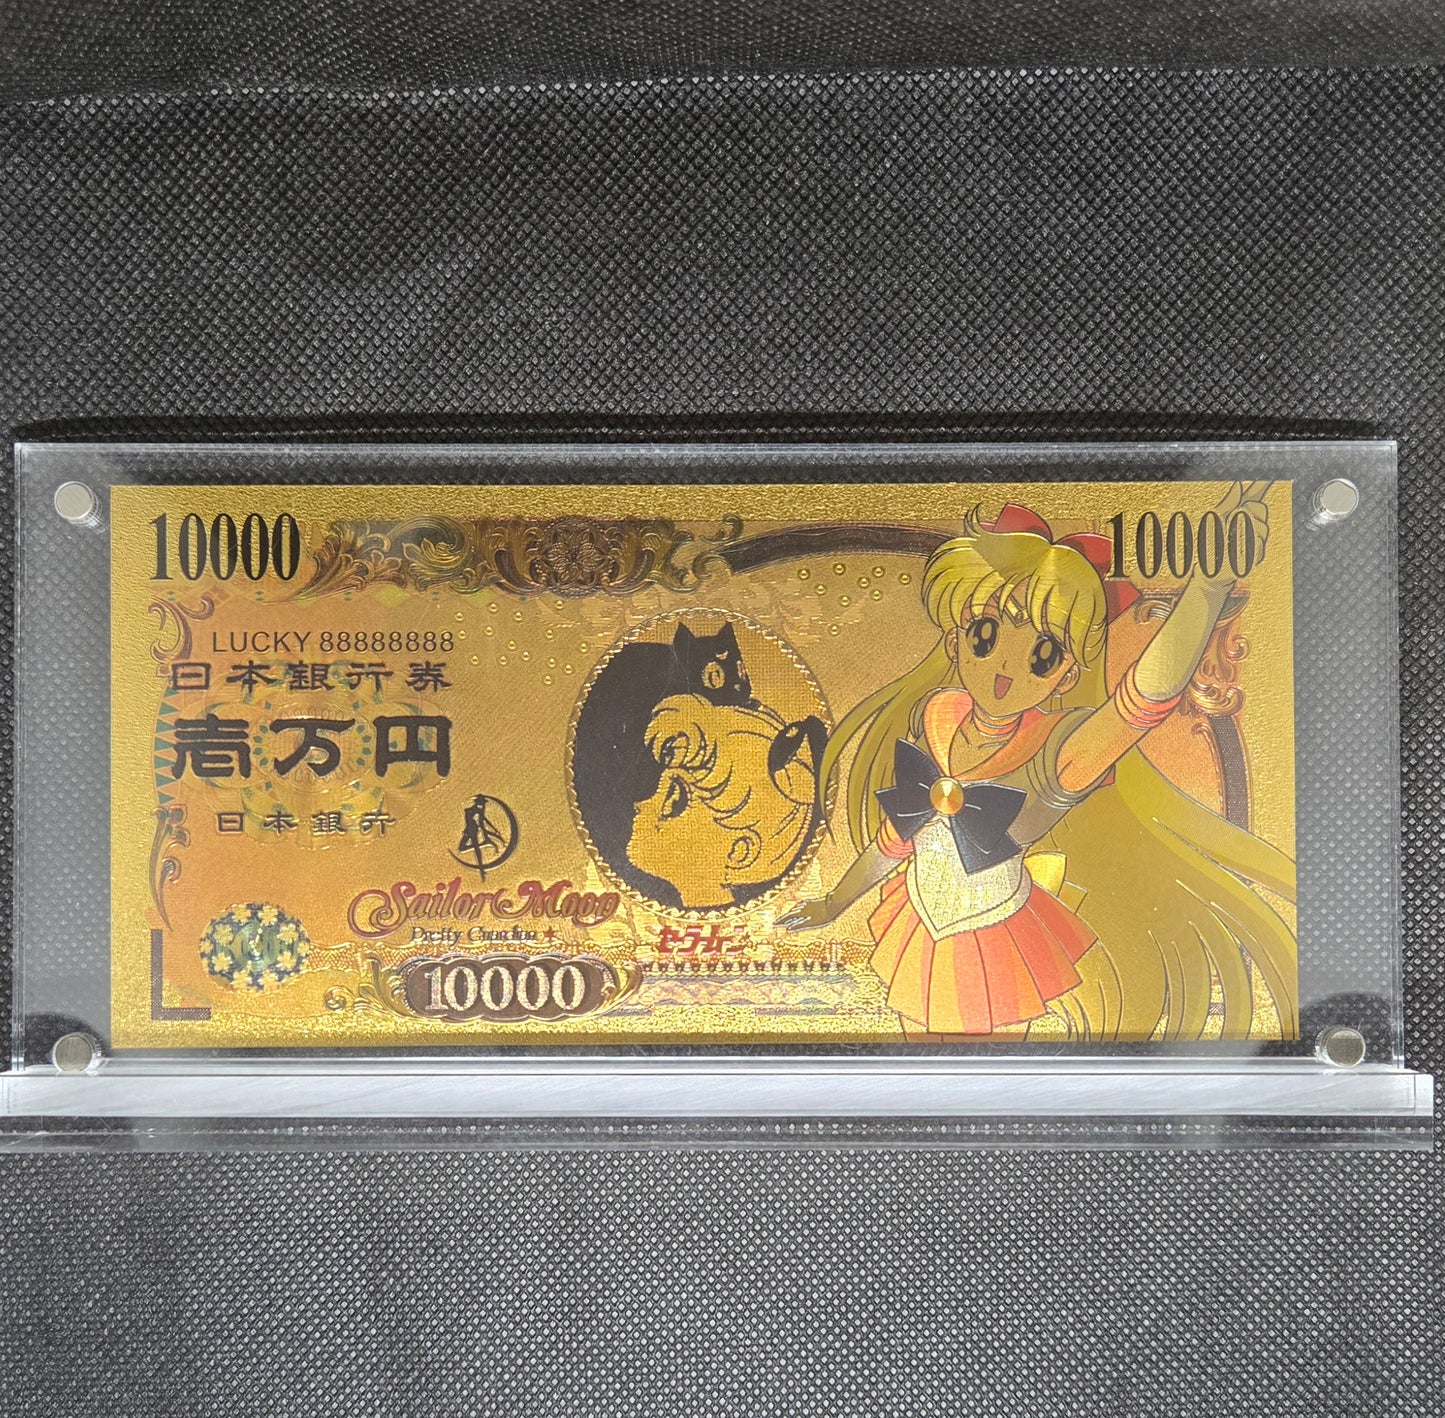 10000
10000
LUCKY 88888888
日本銀行券
壱万円
日本銀行
Sailor Moon
Pretty Guardian
セーラームーン
10000